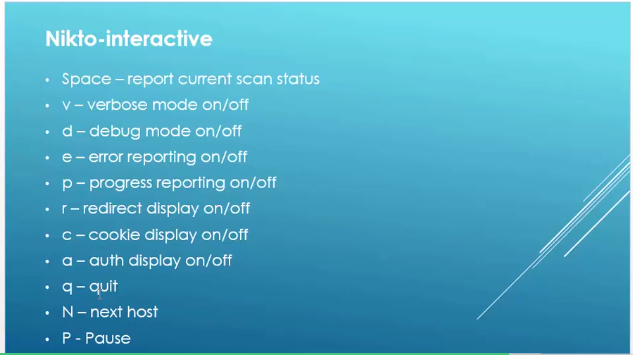 Nikto-interactive
• Space – report current scan status
• v – verbose mode on/off
• d – debug mode on/off
• e – error reporting on/off
• p – progress reporting on/off
• r – redirect display on/off
• c – cookie display on/off
• a – auth display on/off
• q – quit
• N – next host
• P - Pause